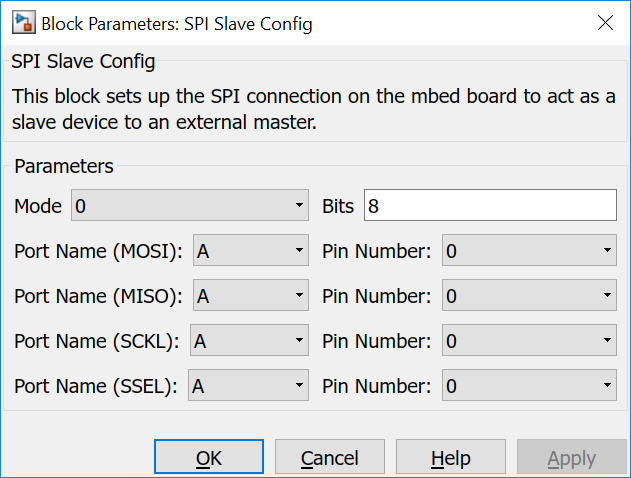 Block Parameters: SPI Slave Config
SPI Slave Config
This block sets up the SPI connection on the mbed board to act as a
slave device to an external master.
Parameters
Mode 0 Bits 8
Port Name (MOSI): A Pin Number: 0
Port Name (MISO): A Pin Number: 0
Port Name (SCKL): A Pin Number: 0
Port Name (SSEL): A Pin Number: 0
OK Cancel Help Apply